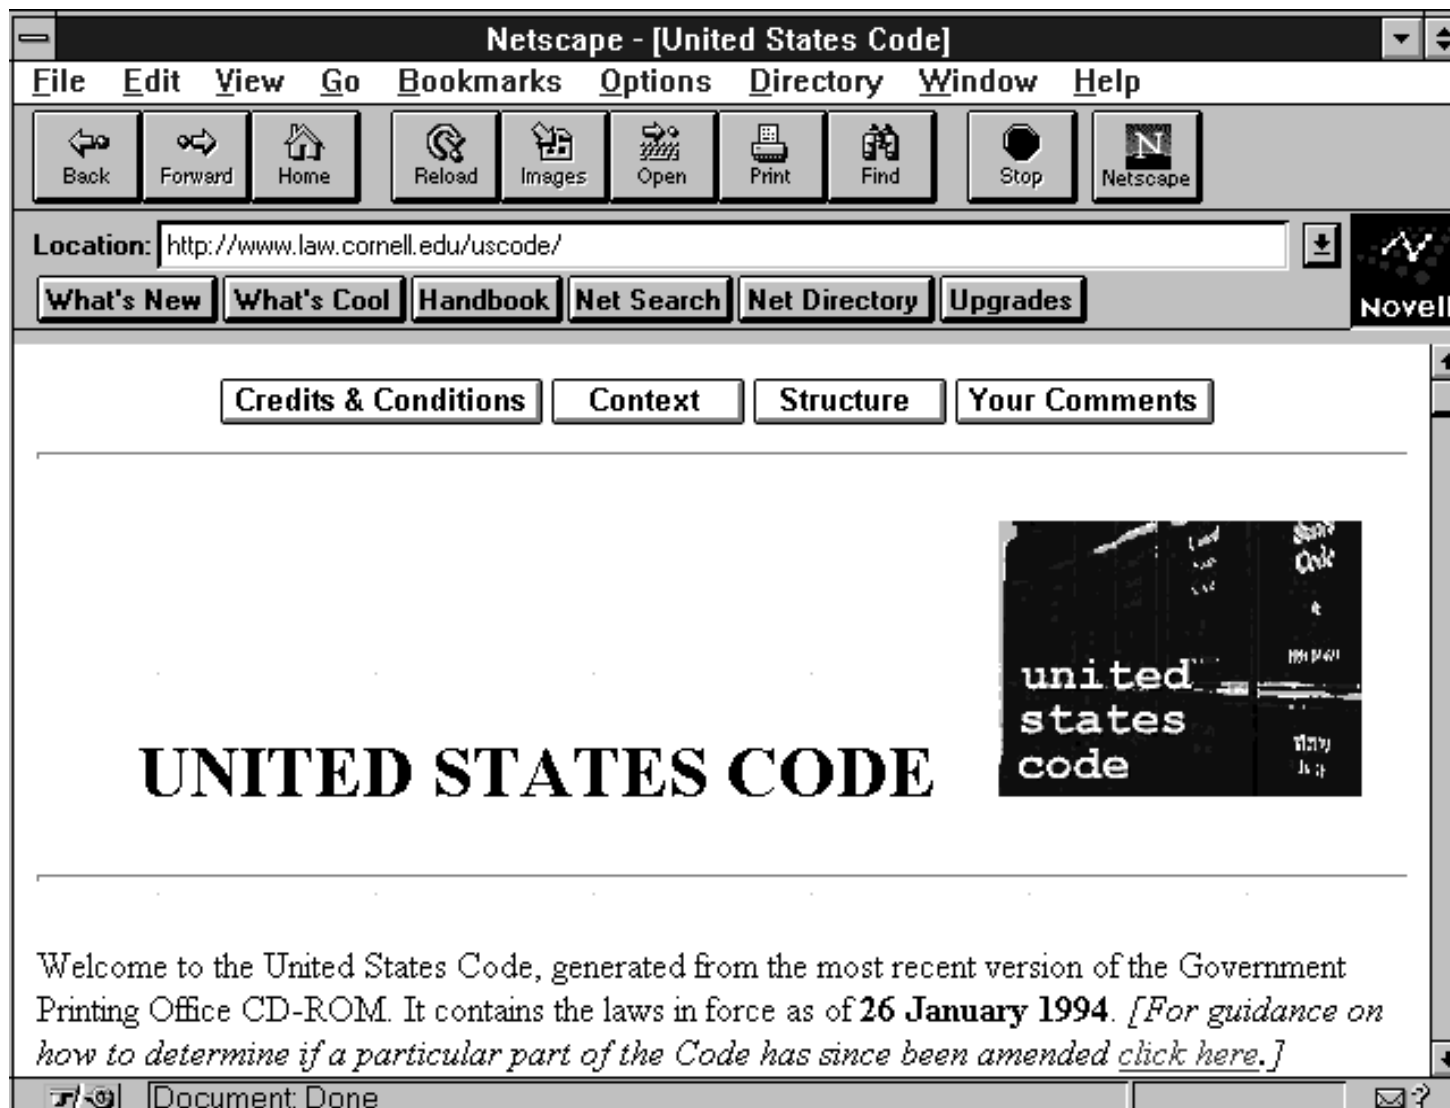 Netscape - [United States Code]
File Edit View Go Bookmarks Options Directory Window Help
Back Forward Home Reload Images Open Print Find Stop N Netscape
Location: http://www.law.cornell.edu/uscode/
What's New What's Cool Handbook Net Search Net Directory Upgrades
Novell
Credits & Conditions Context Structure Your Comments
Code
united
states
code
UNITED STATES CODE
Welcome to the United States Code, generated from the most recent version of the Government
Printing Office CD-ROM. It contains the laws in force as of 26 January 1994. [For guidance on
how to determine if a particular part of the Code has since been amended click here.]
Document: Done
?